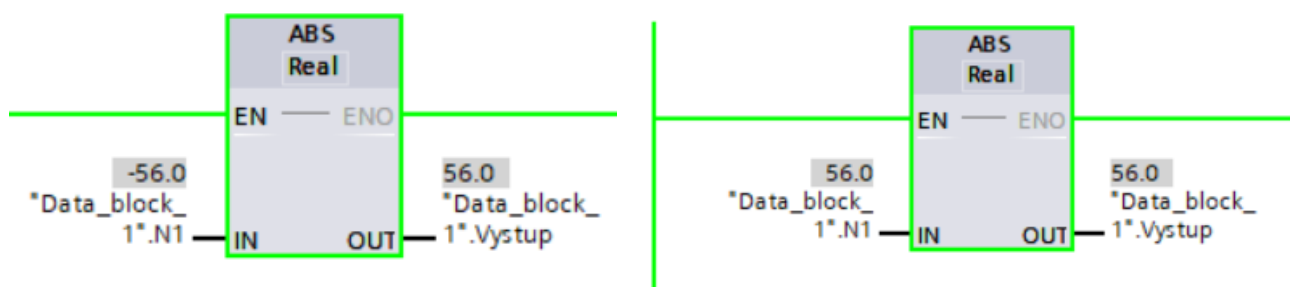 ABS
Real
EN
ENO
-56.0
"Data_block_
1".N1
IN
56.0
"Data_block_
1".Vystup
OUT
ABS
Real
EN
ENO
56.0
"Data_block_
1".N1
IN
56.0
"Data_block_
1".Vystup
OUT